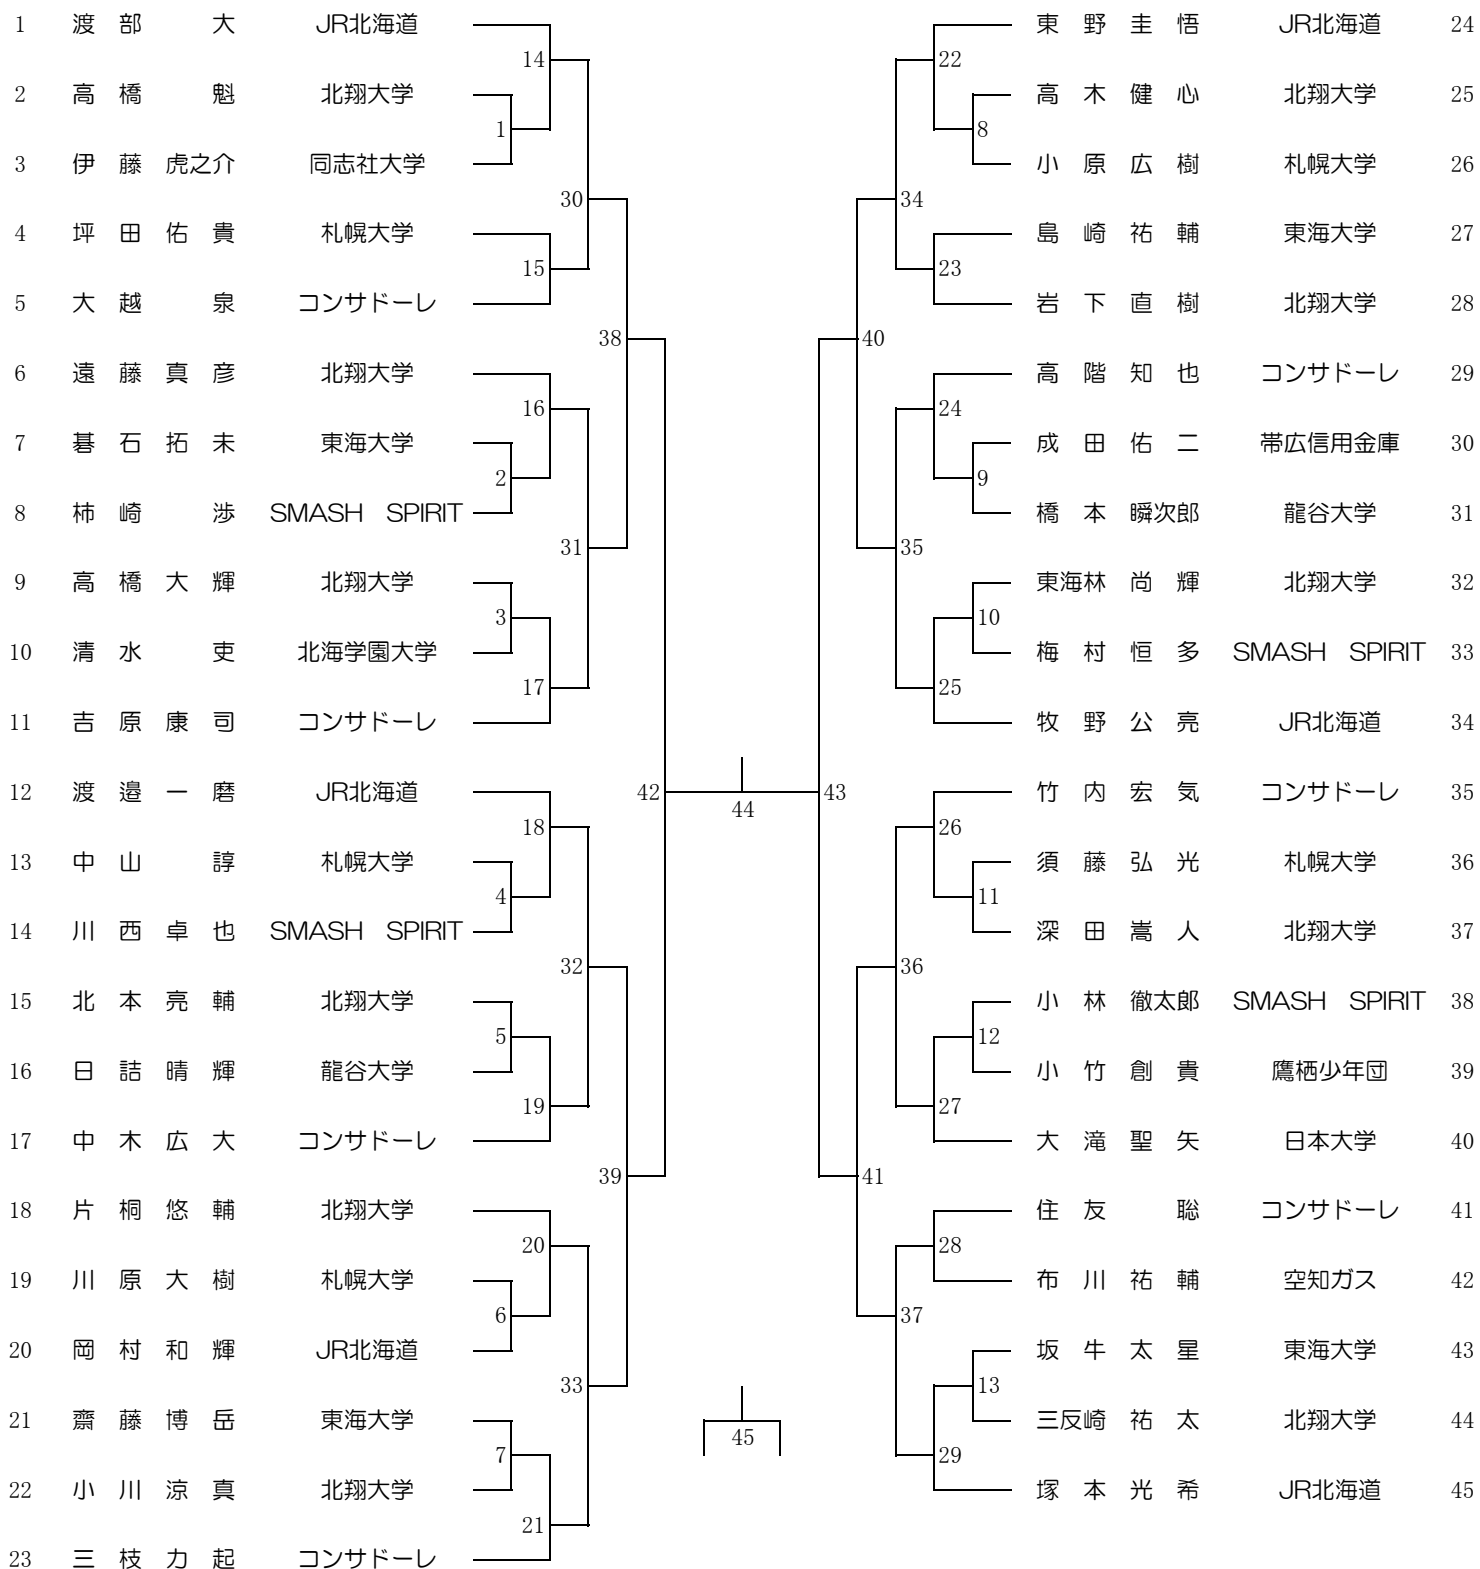 1 渡部 大 JR北海道
14
2 高橋 魁 北翔大学
1
3 伊藤 虎之介 同志社大学
30
4 坪田佑貴 札幌大学
15
5 大越 泉 コンサドーレ
38
6 遠藤真彦 北翔大学
16
7 碁石拓未 東海大学
2
8 柿崎 渉 SMASH SPIRIT
31
9 高橋大輝 北翔大学
3
10 清水 吏 北海学園大学
17
11 吉原康司 コンサドーレ
12 渡邉一磨 JR北海道
42
18
13 中山 諄 札幌大学
4
14 川西卓也 SMASH SPIRIT
32
15 北本亮輔 北翔大学
5
16 日詰晴輝 龍谷大学
19
17 中木広大 コンサドーレ
39
18 片桐悠輔 北翔大学
20
19 川原大樹 札幌大学
6
20 岡村和輝 JR北海道
33
21 齋藤博岳 東海大学
7
22 小川涼真 北翔大学
21
23 三枝力起 コンサドーレ
44
45
東野圭悟 JR北海道 24
22
高木健心 北翔大学 25
8
小原広樹 札幌大学 26
34
島崎祐輔 東海大学 27
23
岩下直樹 北翔大学 28
40
高階知也 コンサドーレ 29
24
成田佑二 帯広信用金庫 30
9
橋本 瞬次郎 龍谷大学 31
35
東海林 尚輝 北翔大学 32
10
梅村恒多 SMASH SPIRIT 33
25
牧野公亮 JR北海道 34
43
竹内宏気 コンサドーレ 35
26
須藤弘光 札幌大学 36
11
深田嵩人 北翔大学 37
36
小林 徹太郎 SMASH SPIRIT 38
12
小竹創貴 鷹栖少年団 39
27
大滝聖矢 日本大学 40
41
住友 聡 コンサドーレ 41
28
布川祐輔 空知ガス 42
37
坂牛太星 東海大学 43
13
三反崎 祐太 北翔大学 44
29
塚本光希 JR北海道 45